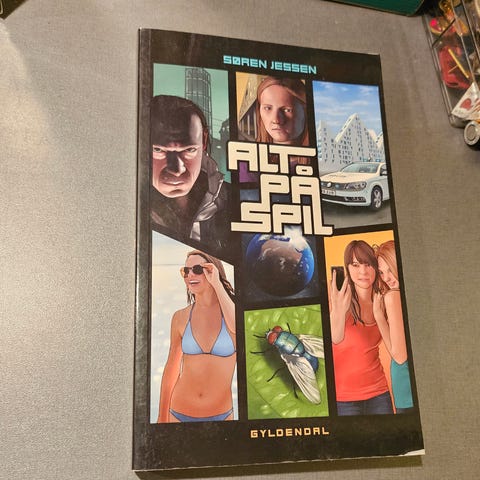 SØREN JESSEN
ALT
PÅ
SPIL
GYLDENDAL